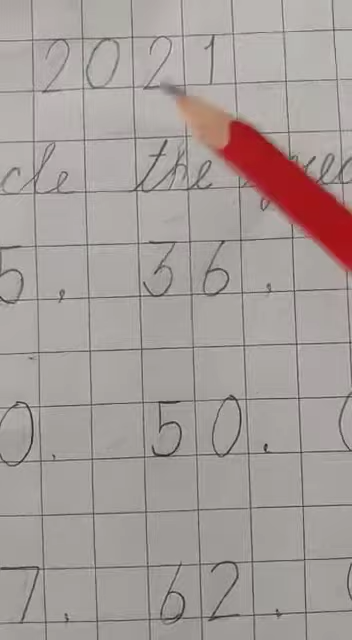 2021
cle the
5. 36.
0. 50. (
7. 62. (